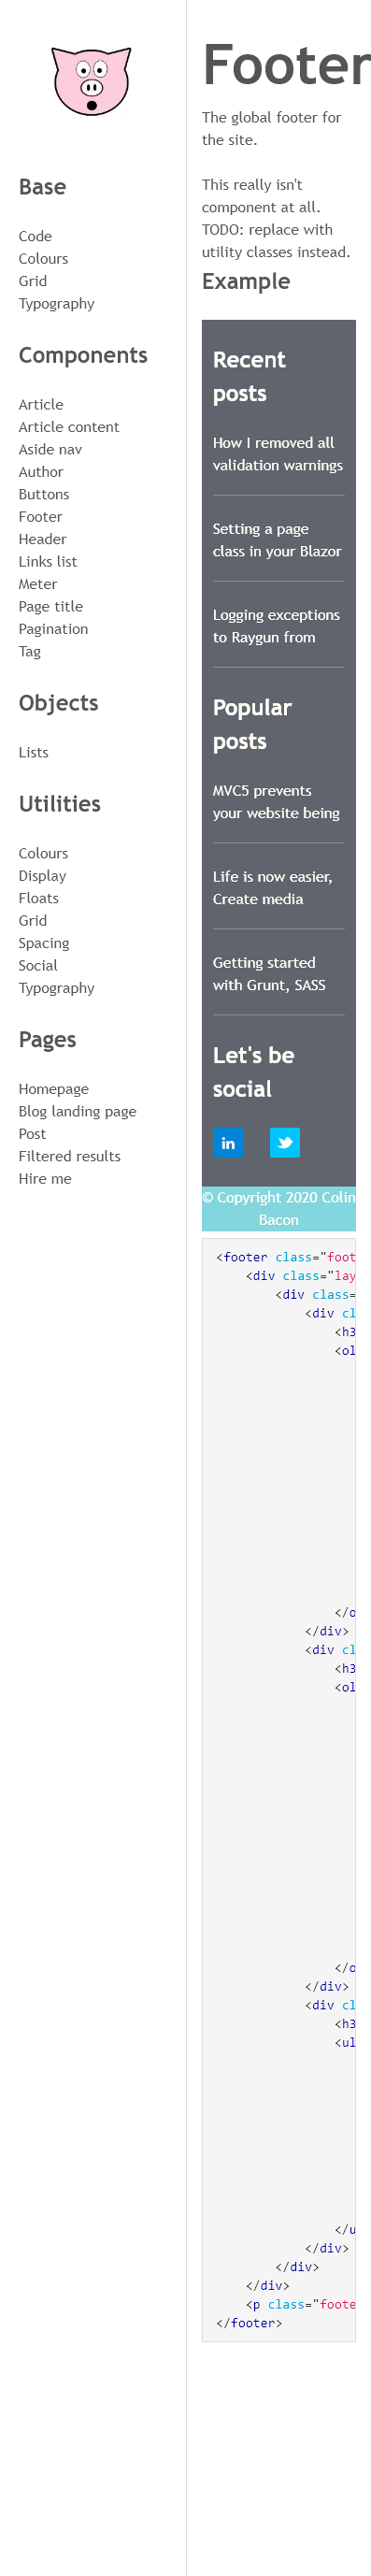 Base
Code
Colours
Grid
Typography
Components
Article
Article content
Aside nav
Author
Buttons
Footer
Header
Links list
Meter
Page title
Pagination
Tag
Objects
Lists
Utilities
Colours
Display
Floats
Grid
Spacing
Social
Typography
Pages
Homepage
Blog landing page
Post
Filtered results
Hire me
Footer
The global footer for
the site.
This really isn't
component at all.
TODO: replace with
utility classes instead.
Example
Recent
posts
How I removed all
validation warnings
Setting a page
class in your Blazor
Logging exceptions
to Raygun from
Popular
posts
MVC5 prevents
your website being
Life is now easier,
Create media
Getting started
with Grunt, SASS
Let's be
social
in
© Copyright 2020 Colin
Bacon
<footer class="foot
<div class="lay
<div class=
<div cl
<h3
<ol
</o
</div>
<div cl
<h3
<ol
</o
</div>
<div cl
<h3
<ul
</u
</div>
</div>
</div>
<p class="foote
</footer>